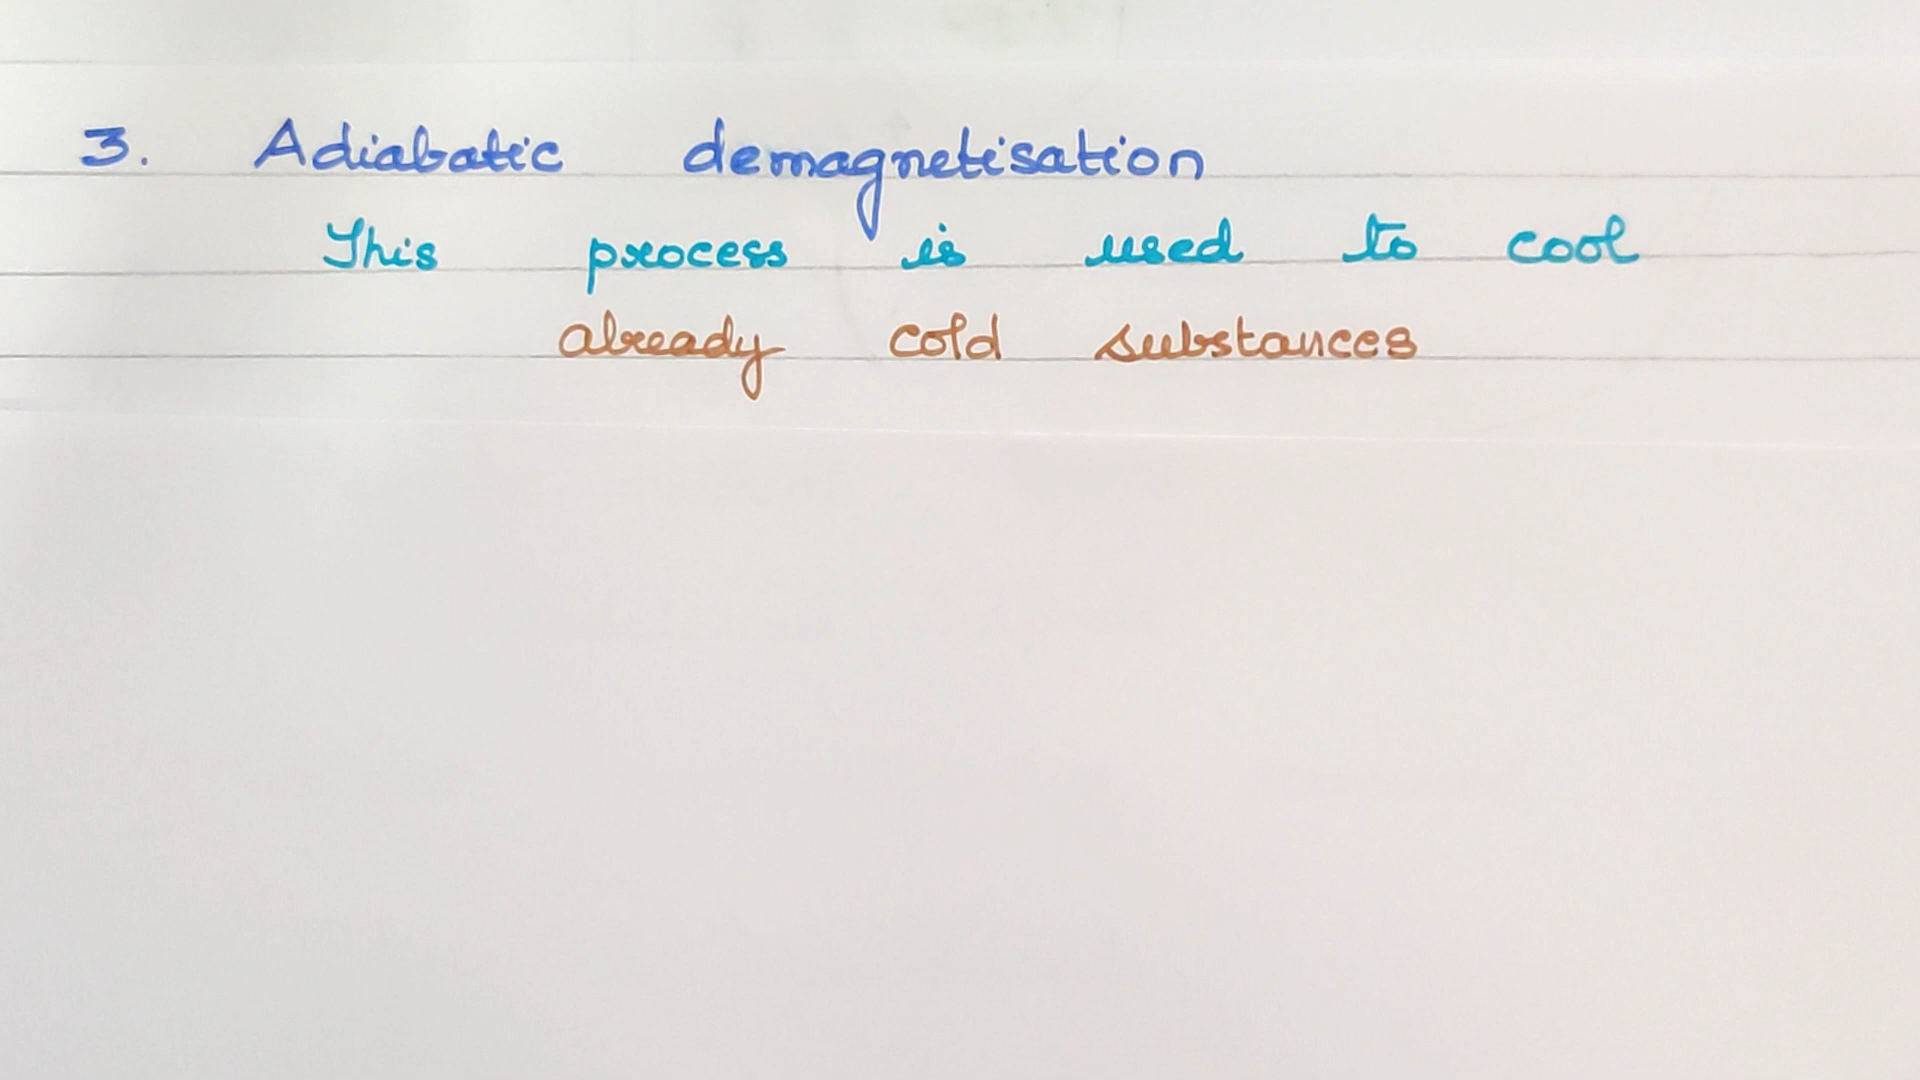 3. Adiabatic demagnetisation
This process is used to cool
already cold substances